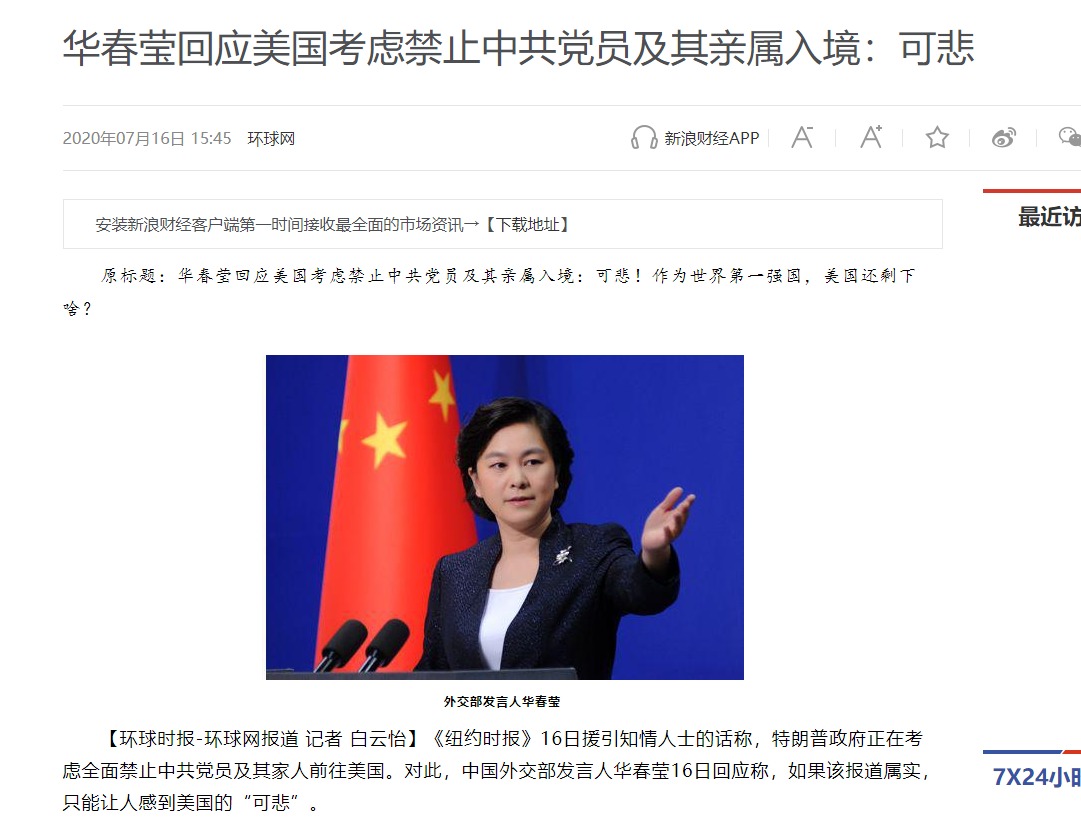 华春莹回应美国考虑禁止中共党员及其亲属入境：可悲
2020年07月16日 15:45 环球网
新浪财经APP
A-
A+
安装新浪财经客户端第一时间接收最全面的市场资讯→【下载地址】
最近访
原标题：华春莹回应美国考虑禁止中共党员及其亲属入境：可悲！作为世界第一强国，美国还剩下
啥？
外交部发言人华春莹
【环球时报-环球网报道 记者 白云怡】《纽约时报》16日援引知情人士的话称，特朗普政府正在考
虑全面禁止中共党员及其家人前往美国。对此，中国外交部发言人华春莹16日回应称，如果该报道属实，
只能让人感到美国的“可悲”。
7X24小